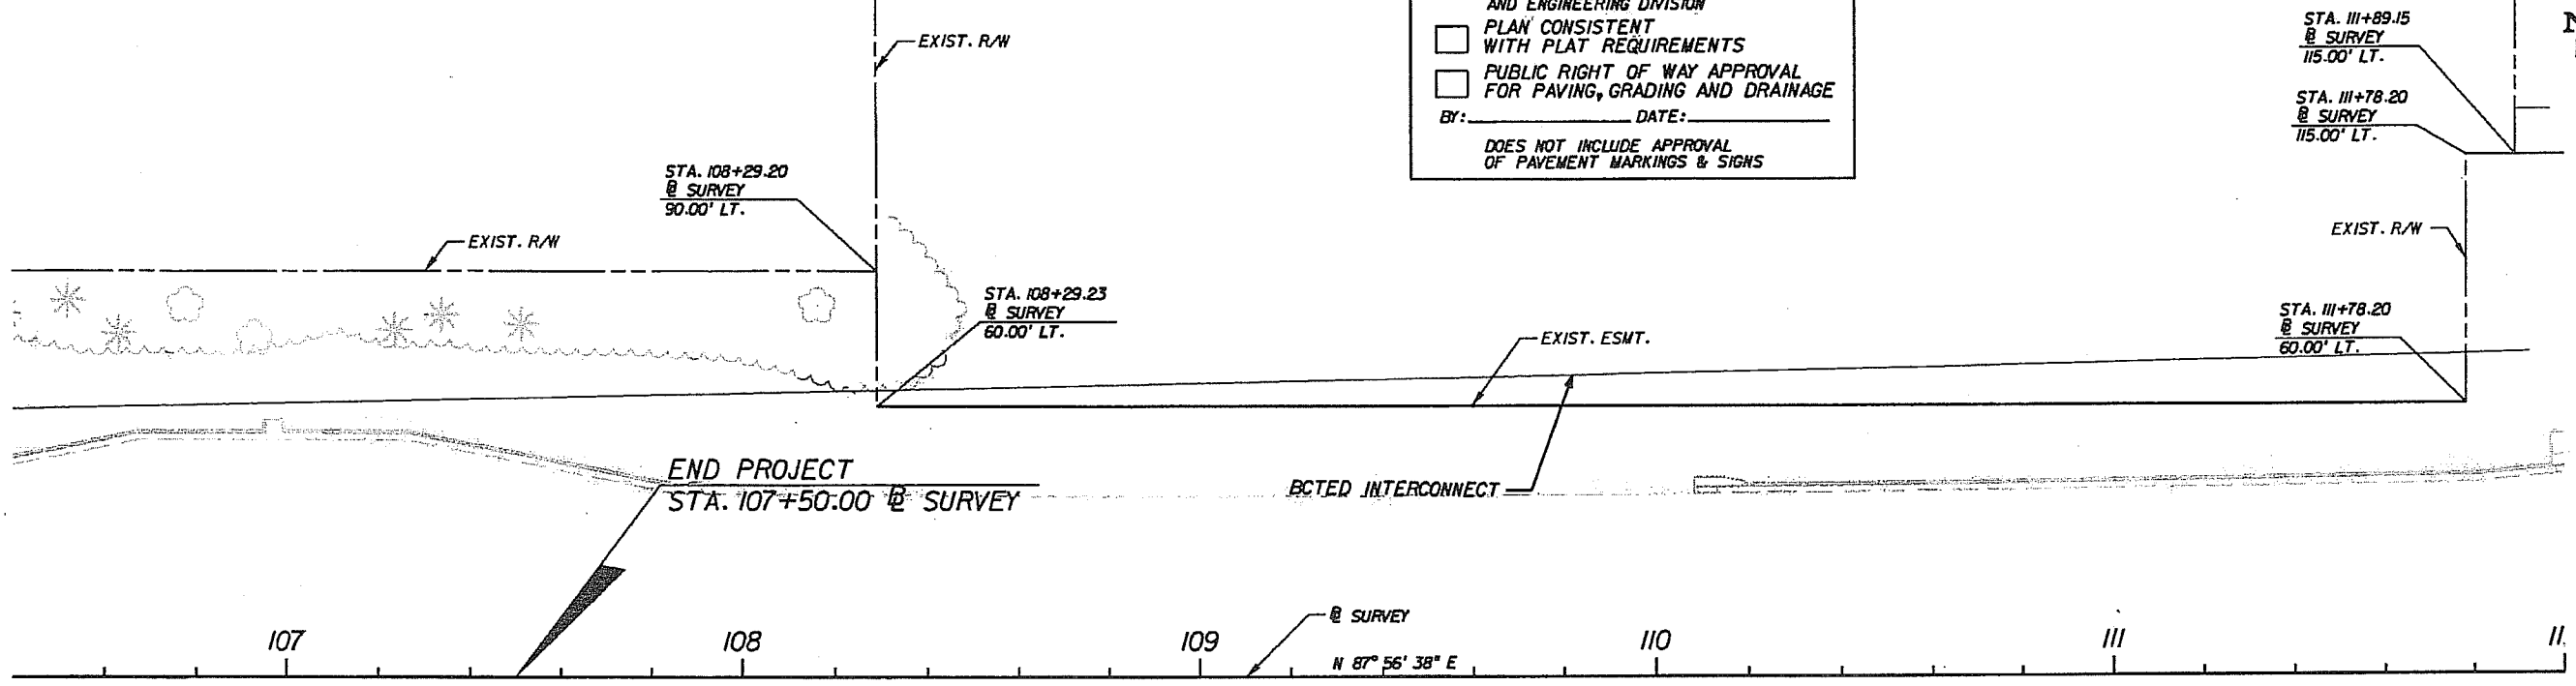 AND ENGINEERING DIVISION
PLAN CONSISTENT
WITH PLAT REQUIREMENTS
PUBLIC RIGHT OF WAY APPROVAL
FOR PAVING, GRADING AND DRAINAGE
BY: DATE:
DOES NOT INCLUDE APPROVAL
OF PAVEMENT MARKINGS & SIGNS
EXIST. R/W
STA. 111+89.15
SURVEY
115.00' LT.
STA. 111+78.20
SURVEY
115.00' LT.
STA. 108+29.20
SURVEY
90.00' LT.
EXIST. R/W
EXIST. R/W
STA. 108+29.23
SURVEY
60.00' LT.
STA. 111+78.20
SURVEY
60.00' LT.
EXIST. ESMT.
END PROJECT
STA. 107+50.00 SURVEY
BCTED INTERCONNECT
SURVEY
107
108
109
110
111
N 87° 56' 38" E